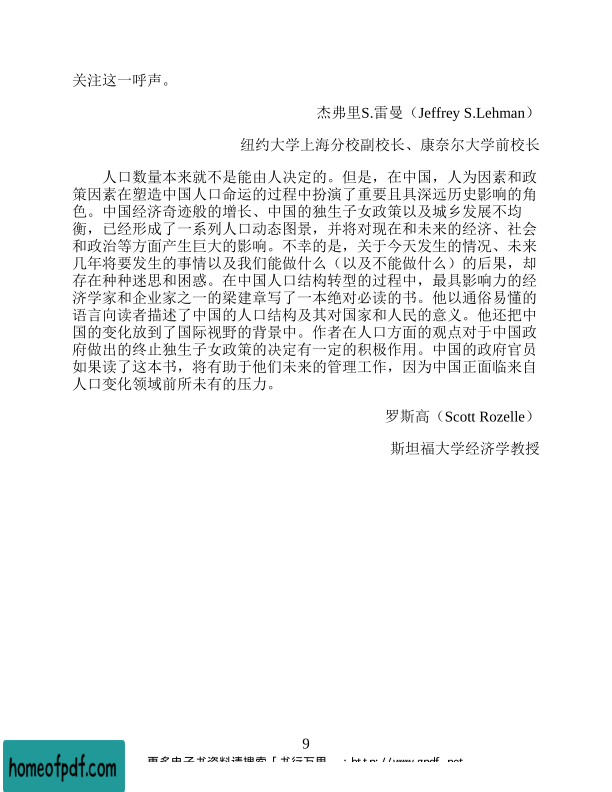 关注这一呼声。
杰弗里S.雷曼（Jeffrey S.Lehman）
纽约大学上海分校副校长、康奈尔大学前校长
人口数量本来就不是能由人决定的。但是，在中国，人为因素和政
策因素在塑造中国人口命运的过程中扮演了重要且具深远历史影响的角
色。中国经济奇迹般的增长、中国的独生子女政策以及城乡发展不均
衡，已经形成了一系列人口动态图景，并将对现在和未来的经济、社会
和政治等方面产生巨大的影响。不幸的是，关于今天发生的情况、未来
几年将要发生的事情以及我们能做什么（以及不能做什么）的后果，却
存在种种迷思和困惑。在中国人口结构转型的过程中，最具影响力的经
济学家和企业家之一的梁建章写了一本绝对必读的书。他以通俗易懂的
语言向读者描述了中国的人口结构及其对国家和人民的意义。他还把中
国的变化放到了国际视野的背景中。作者在人口方面的观点对于中国政
府做出的终止独生子女政策的决定有一定的积极作用。中国的政府官员
如果读了这本书，将有助于他们未来的管理工作，因为中国正面临来自
人口变化领域前所未有的压力。
罗斯高（Scott Rozelle）
斯坦福大学经济学教授
9
homeofpdf.com